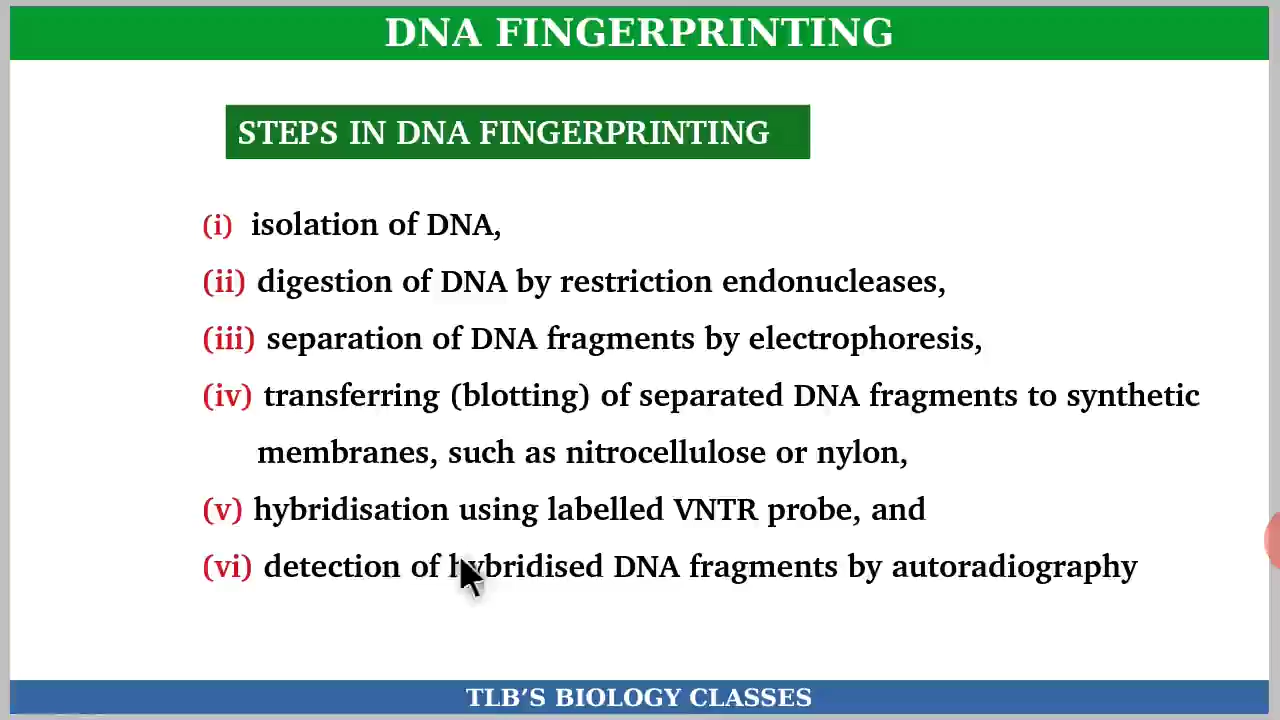 DNA FINGERPRINTING
STEPS IN DNA FINGERPRINTING
(i) isolation of DNA,
(ii) digestion of DNA by restriction endonucleases,
(iii) separation of DNA fragments by electrophoresis,
(iv) transferring (blotting) of separated DNA fragments to synthetic
membranes, such as nitrocellulose or nylon,
(v) hybridisation using labelled VNTR probe, and
(vi) detection of hybridised DNA fragments by autoradiography
TLB’S BIOLOGY CLASSES